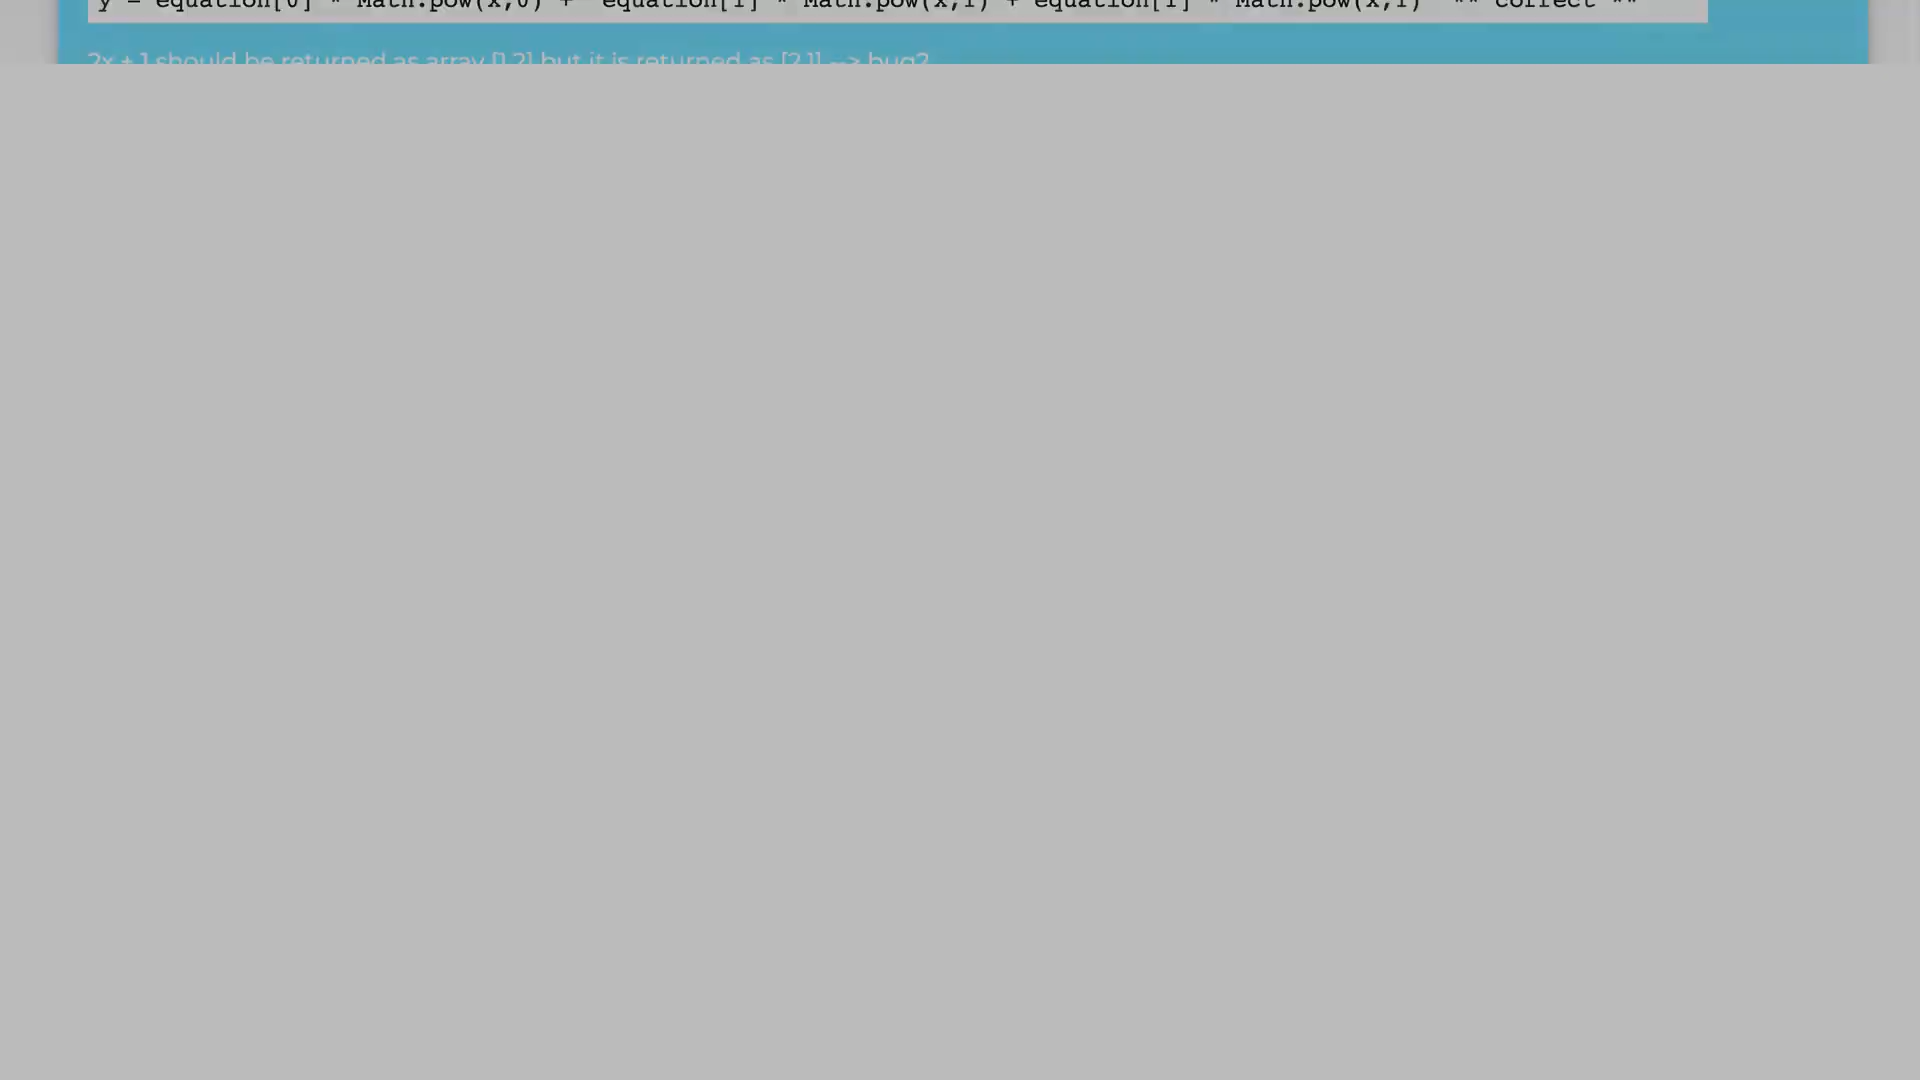 y = equation[0] * Math.pow(x,0) +  equation[1] * Math.pow(x,1) + equation[1] * Math.pow(x,1)  ** correct **
2x + 1 should be returned as array [1,2] but it is returned as [2,1] --> bug?